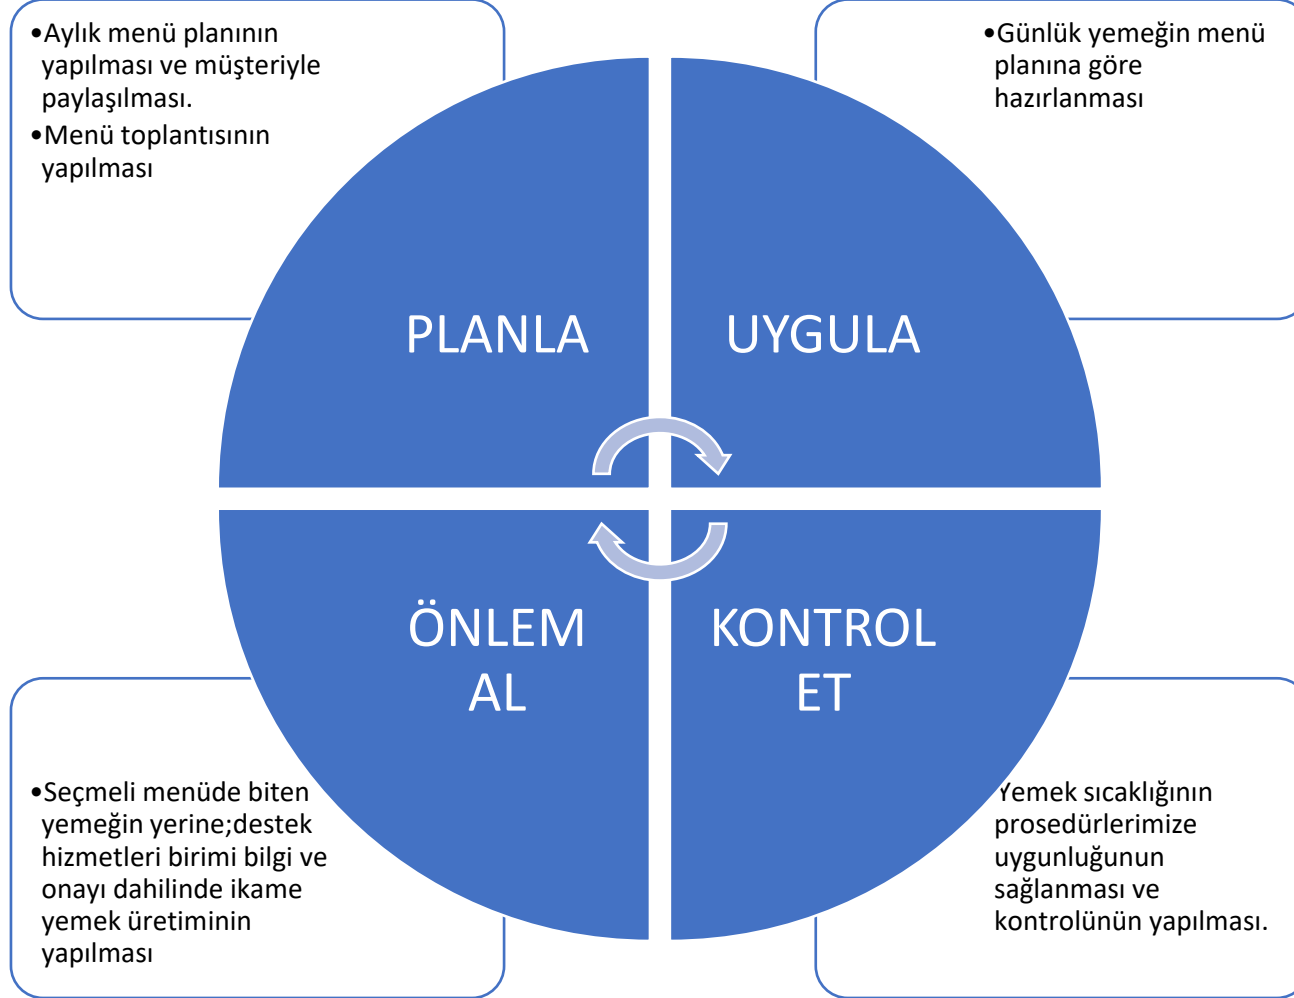 •Aylık menü planının
yapılması ve müşteriyle
paylaşılması.
•Menü toplantısının
yapılması
•Günlük yemeğin menü
planına göre
hazırlanması
PLANLA
UYGULA
ÖNLEM
AL
KONTROL
ET
•Seçmeli menüde biten
yemeğin yerine;destek
hizmetleri birimi bilgi ve
onayı dahilinde ikame
yemek üretiminin
yapılması
Yemek sıcaklığının
prosedürlerimize
uygunluğunun
sağlanması ve
kontrolünün yapılması.